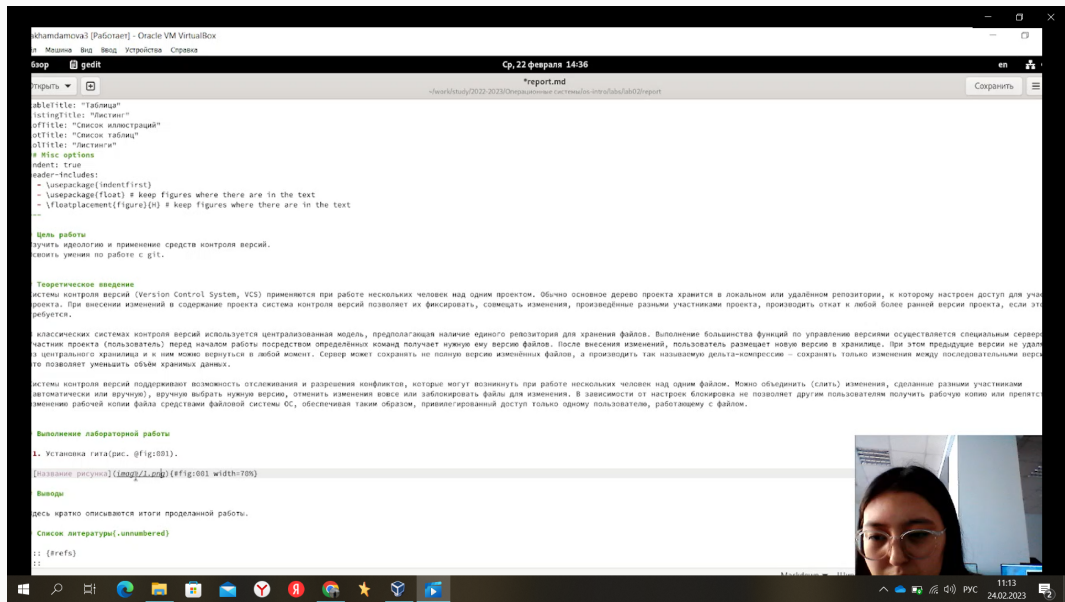 akhamdamova3 [Работает] - Oracle VM VirtualBox
Машина Вид Ввод Устройства Справка
бзор gedit Ср, 22 февраля 14:36 en
ткрыть *report.md Сохранить
~/work/study/2022-2023/Операционные системы/os-intro/labs/lab02/report
ableTitle: "Таблица"
istingTitle: "Листинг"
ofTitle: "Список иллюстраций"
otTitle: "Список таблиц"
olTitle: "Листинги"
# Misc options
ndent: true
eader-includes:
- \usepackage{indentfirst}
- \usepackage{float} # keep figures where there are in the text
- \floatplacement{figure}{H} # keep figures where there are in the text
--
Цель работы
зучить идеологию и применение средств контроля версий.
своить умения по работе с git.
Теоретическое введение
истемы контроля версий (Version Control System, VCS) применяются при работе нескольких человек над одним проектом. Обычно основное дерево проекта хранится в локальном или удалённом репозитории, к которому настроен доступ для уча
роекта. При внесении изменений в содержание проекта система контроля версий позволяет их фиксировать, совмещать изменения, произведённые разными участниками проекта, производить откат к любой более ранней версии проекта, если эт
ребуется.
классических системах контроля версий используется централизованная модель, предполагающая наличие единого репозитория для хранения файлов. Выполнение большинства функций по управлению версиями осуществляется специальным сервер
частник проекта (пользователь) перед началом работы посредством определённых команд получает нужную ему версию файлов. После внесения изменений, пользователь размещает новую версию в хранилище. При этом предыдущие версии не удал
з центрального хранилища и к ним можно вернуться в любой момент. Сервер может сохранять не полную версию изменённых файлов, а производить так называемую дельта-компрессию — сохранять только изменения между последовательными верси
то позволяет уменьшить объём хранимых данных.
истемы контроля версий поддерживают возможность отслеживания и разрешения конфликтов, которые могут возникнуть при работе нескольких человек над одним файлом. Можно объединить (слить) изменения, сделанные разными участниками
автоматически или вручную), вручную выбрать нужную версию, отменить изменения вовсе или заблокировать файлы для изменения. В зависимости от настроек блокировка не позволяет другим пользователям получить рабочую копию или препятст
зменению рабочей копии файла средствами файловой системы ОС, обеспечивая таким образом, привилегированный доступ только одному пользователю, работающему с файлом.
Выполнение лабораторной работы
1. Установка гита(рис. @fig:001).
[Название рисунка](image/1.png){#fig:001 width=70%}
Выводы
десь кратко описываются итоги проделанной работы.
Список литературы{.unnumbered}
:: {#refs}
::
РУС 11:13
24.02.2023